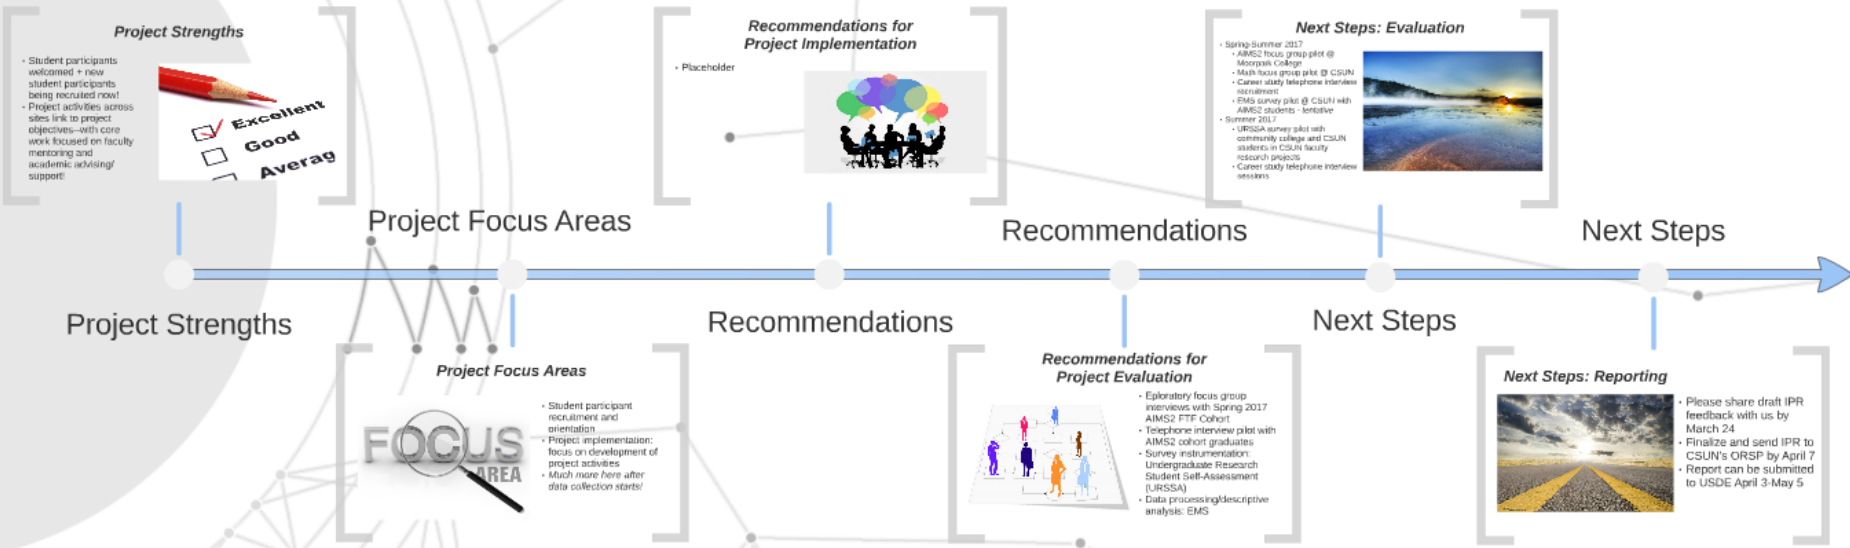 Project Strengths
• Student participants
welcomed + new
student participants
being recruited now!
• Project activities across
sites link to project
objectives--with core
work focused on faculty
mentoring and
academic advising/
support!
Excellent
Good
Averag
Project Strengths
Project Focus Areas
Project Focus Areas
FOCUS
AREA
• Student participant
recruitment and
orientation
• Project implementation:
focus on development of
project activities
• Much more here after
data collection starts!
Recommendations for
Project Implementation
• Placeholder
Recommendations
Recommendations
Recommendations for
Project Evaluation
• Eploratory focus group
interviews with Spring 2017
AIMS2 FTF Cohort
• Telephone interview pilot with
AIMS2 cohort graduates
• Survey instrumentation:
Undergraduate Research
Student Self-Assessment
(URSSA)
• Data processing/descriptive
analysis: EMS
Next Steps: Evaluation
• Spring-Summer 2017
• AIMS2 focus group pilot @
Moorpark College
• Math focus group pilot @ CSUN
• Career study telephone interview
recruitment
• EMS survey pilot @ CSUN with
AIMS2 students - tentative
• Summer 2017
• URSSA survey pilot with
community college and CSUN
students in CSUN faculty
research projects
• Career study telephone interview
sessions
Next Steps
Next Steps
Next Steps: Reporting
• Please share draft IPR
feedback with us by
March 24
• Finalize and send IPR to
CSUN's ORSP by April 7
• Report can be submitted
to USDE April 3-May 5